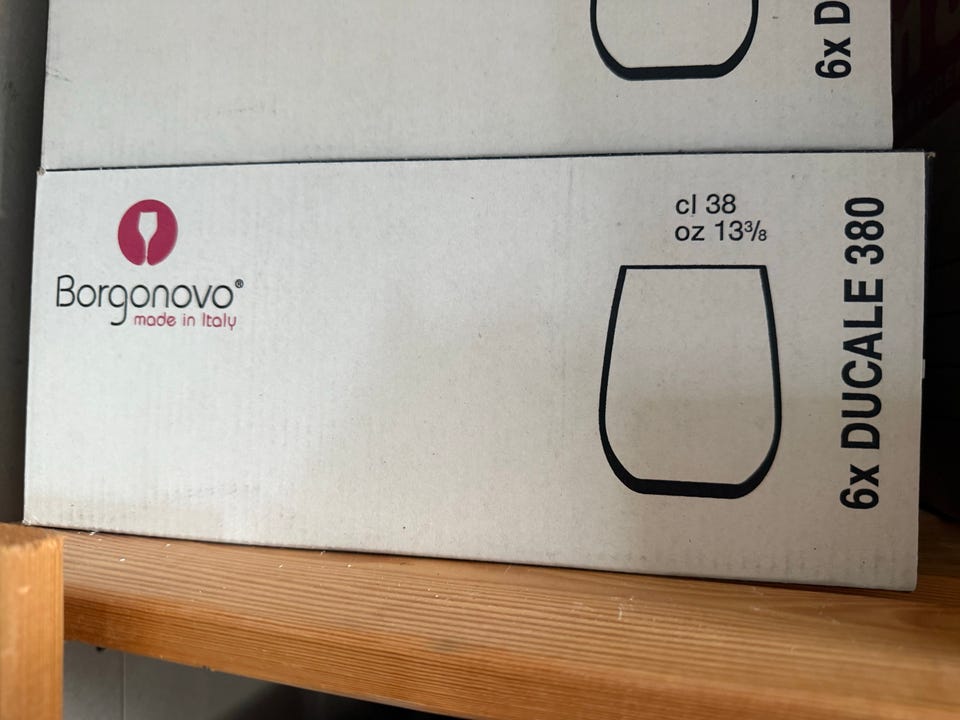 6x D
Borgonovo®
made in Italy
cl 38
oz 13⅜
6x DUCALE 380